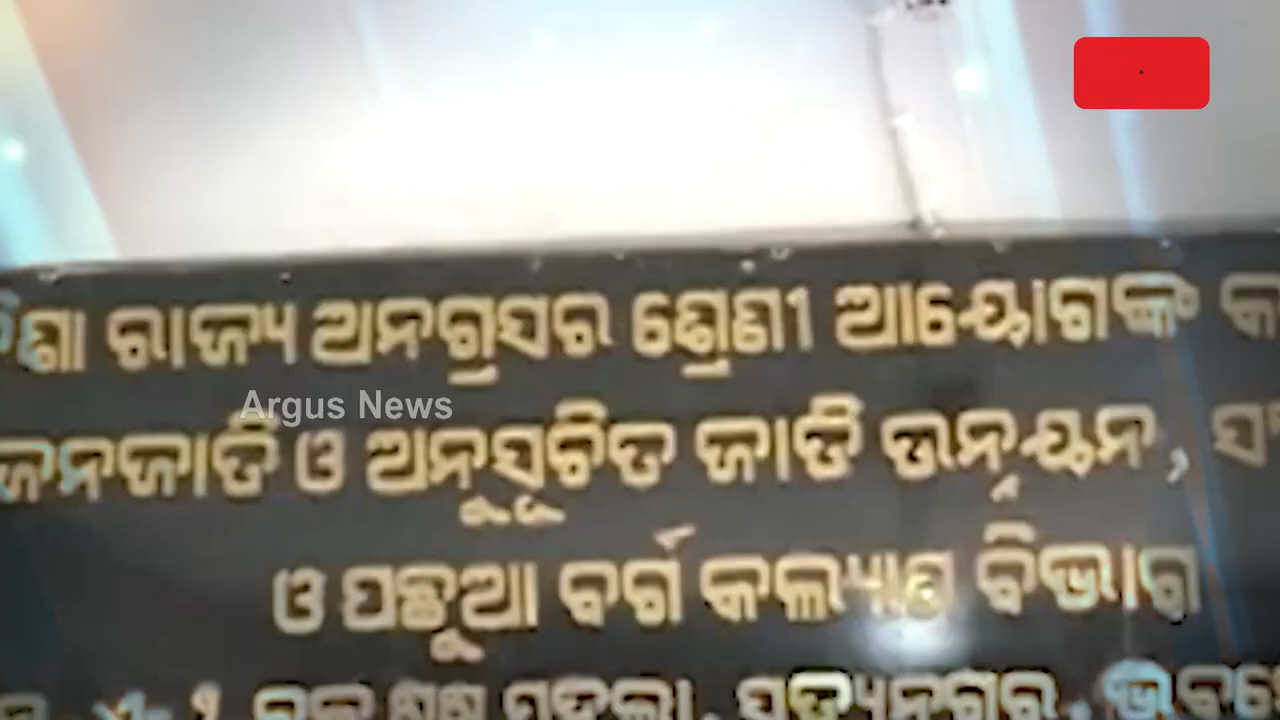 ରାଜ୍ୟ ଅନଗ୍ରସର ଶ୍ରେଣୀ ଆୟୋଗଙ୍କ
Argus News
ଜନଜାତି ଓ ଅନୁସୂଚିତ ଜାତି ଉନ୍ନୟନ,
ଓ ପଛୁଆ ବର୍ଗ କଲ୍ୟାଣ ବିଭାଗ
ସତ୍ୟନଗର,